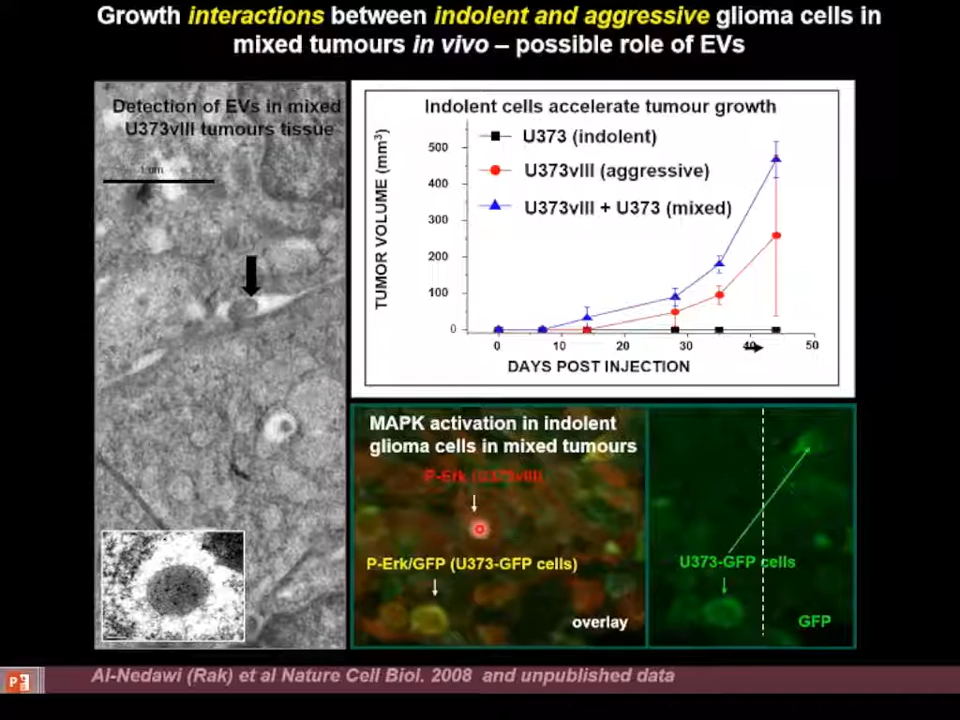 Growth interactions between indolent and aggressive glioma cells in
mixed tumours in vivo – possible role of EVs
Detection of EVs in mixed
U373vIII tumours tissue
1 um
Indolent cells accelerate tumour growth
U373 (indolent)
U373vIII (aggressive)
U373vIII + U373 (mixed)
TUMOR VOLUME (mm³)
500
400
300
200
100
0
0 10 20 30 40 50
DAYS POST INJECTION
MAPK activation in indolent
glioma cells in mixed tumours
P-Erk (U373vIII)
P-Erk/GFP (U373-GFP cells)
overlay
U373-GFP cells
GFP
Al-Nedawi (Rak) et al Nature Cell Biol. 2008 and unpublished data